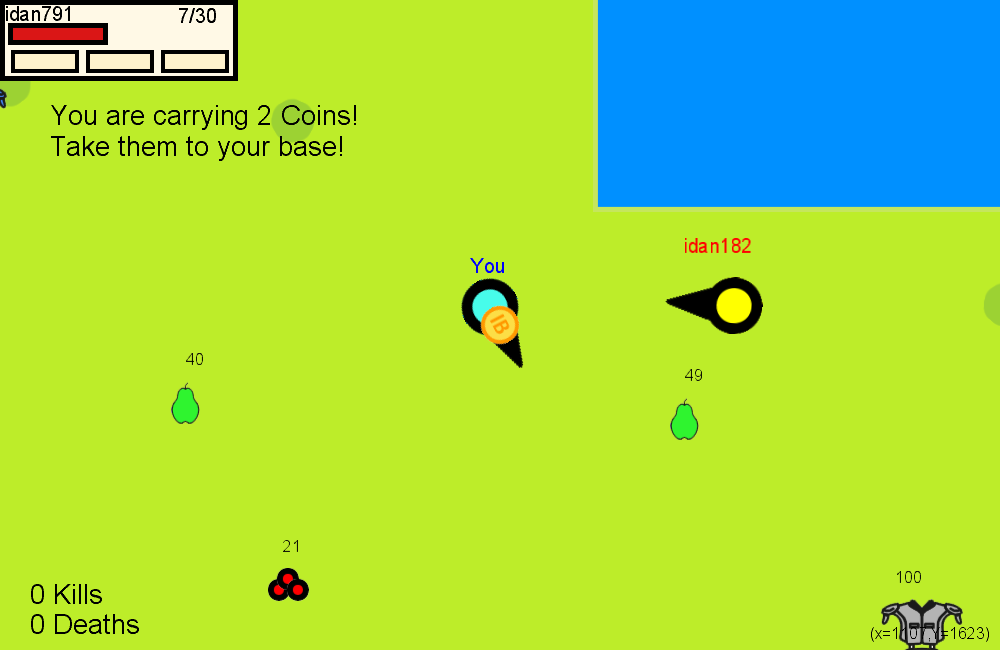 idan791
7/30
You are carrying 2 Coins!
Take them to your base!
idan182
You
IB
40
49
21
100
0 Kills
0 Deaths